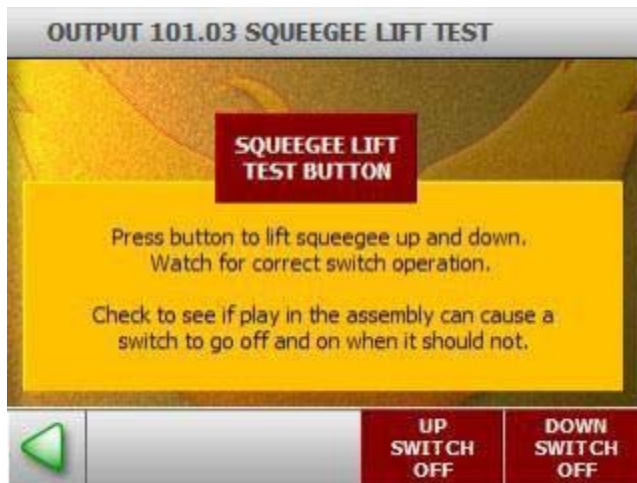 OUTPUT 101.03 SQUEEGEE LIFT TEST
SQUEEGEE LIFT
TEST BUTTON
Press button to lift squeegee up and down.
Watch for correct switch operation.
Check to see if play in the assembly can cause a
switch to go off and on when it should not.
UP
SWITCH
OFF
DOWN
SWITCH
OFF